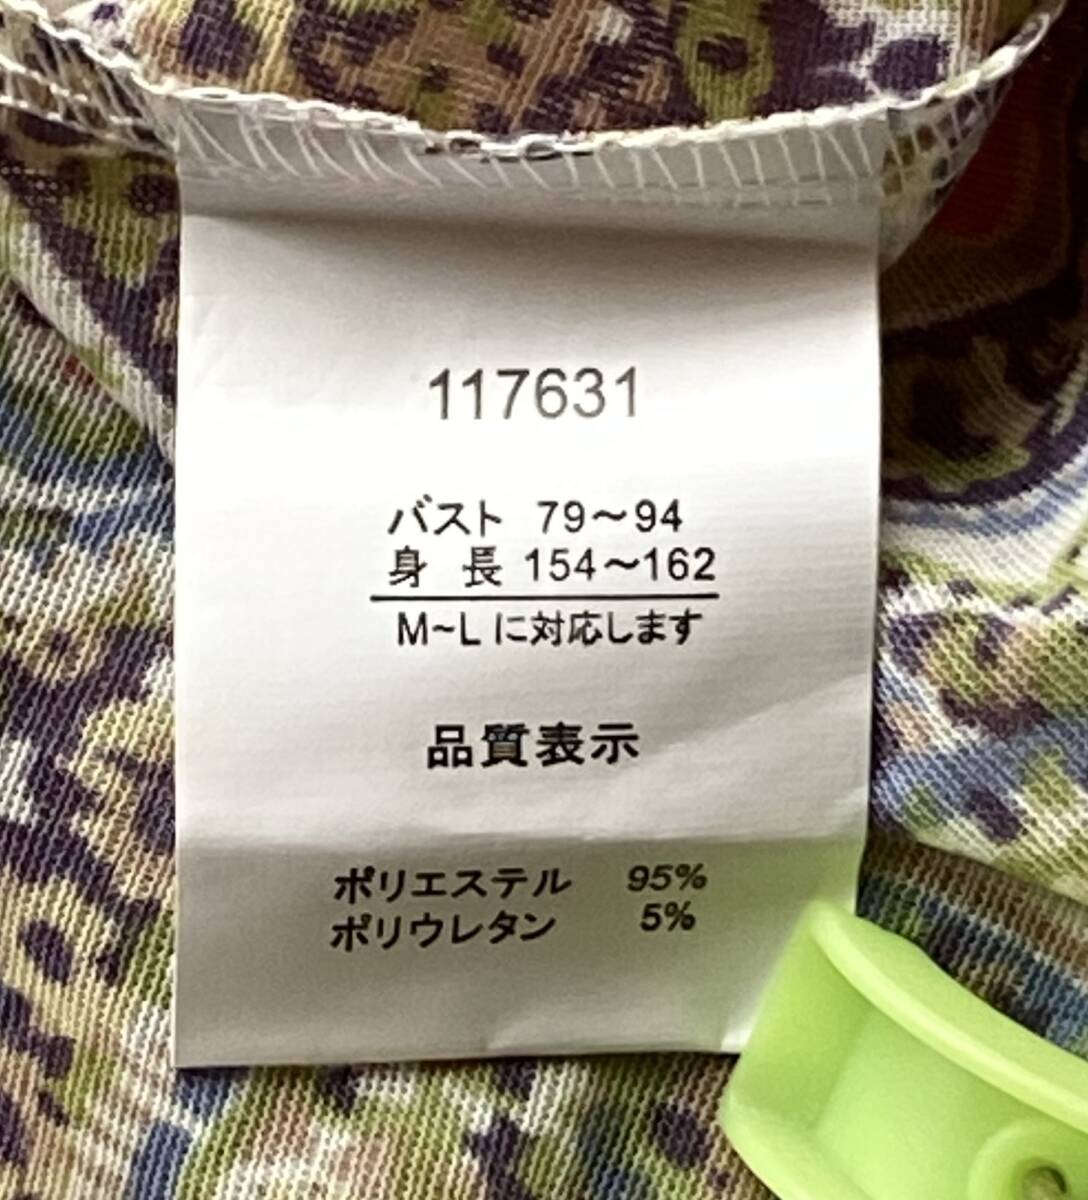 117631
バスト 79～94
身 長 154～162
M~L に対応します
品質表示
ポリエステル 95%
ポリウレタン 5%